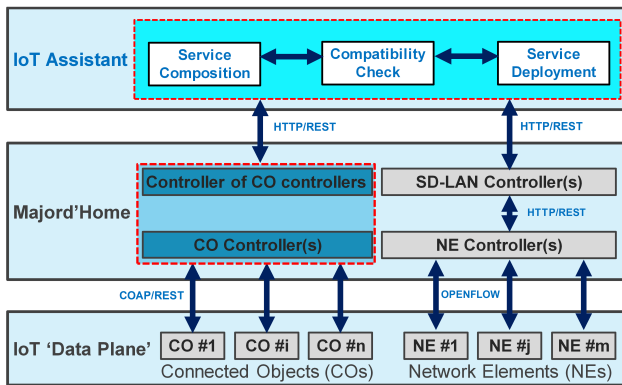 IoT Assistant
Service
Composition
Compatibility
Check
Service
Deployment
HTTP/REST
HTTP/REST
Majord’Home
Controller of CO controllers
SD-LAN Controller(s)
HTTP/REST
CO Controller(s)
NE Controller(s)
COAP/REST
OPENFLOW
IoT ‘Data Plane’
CO #1
CO #i
CO #n
NE #1
NE #j
NE #m
Connected Objects (COs)
Network Elements (NEs)